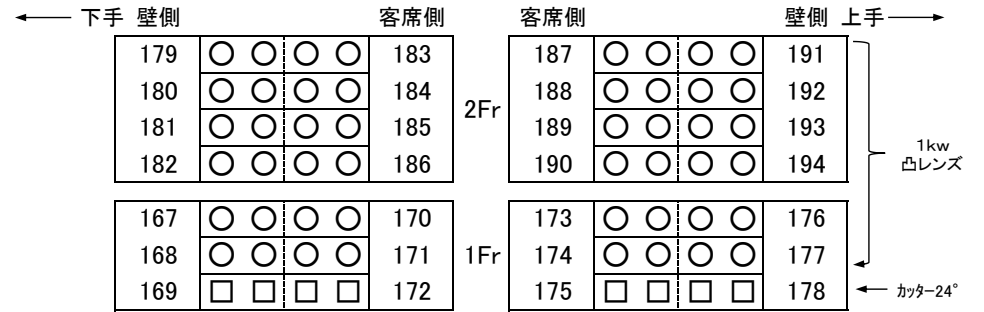 下手 壁側 客席側 客席側 壁側 上手
179 ○ ○ ○ ○ 183 187 ○ ○ ○ ○ 191
180 ○ ○ ○ ○ 184 188 ○ ○ ○ ○ 192
2Fr
181 ○ ○ ○ ○ 185 189 ○ ○ ○ ○ 193
182 ○ ○ ○ ○ 186 190 ○ ○ ○ ○ 194
1kw
凸レンズ
167 ○ ○ ○ ○ 170 173 ○ ○ ○ ○ 176
168 ○ ○ ○ ○ 171 1Fr 174 ○ ○ ○ ○ 177
169 □ □ □ □ 172 175 □ □ □ □ 178 ｶｯﾀｰ24°